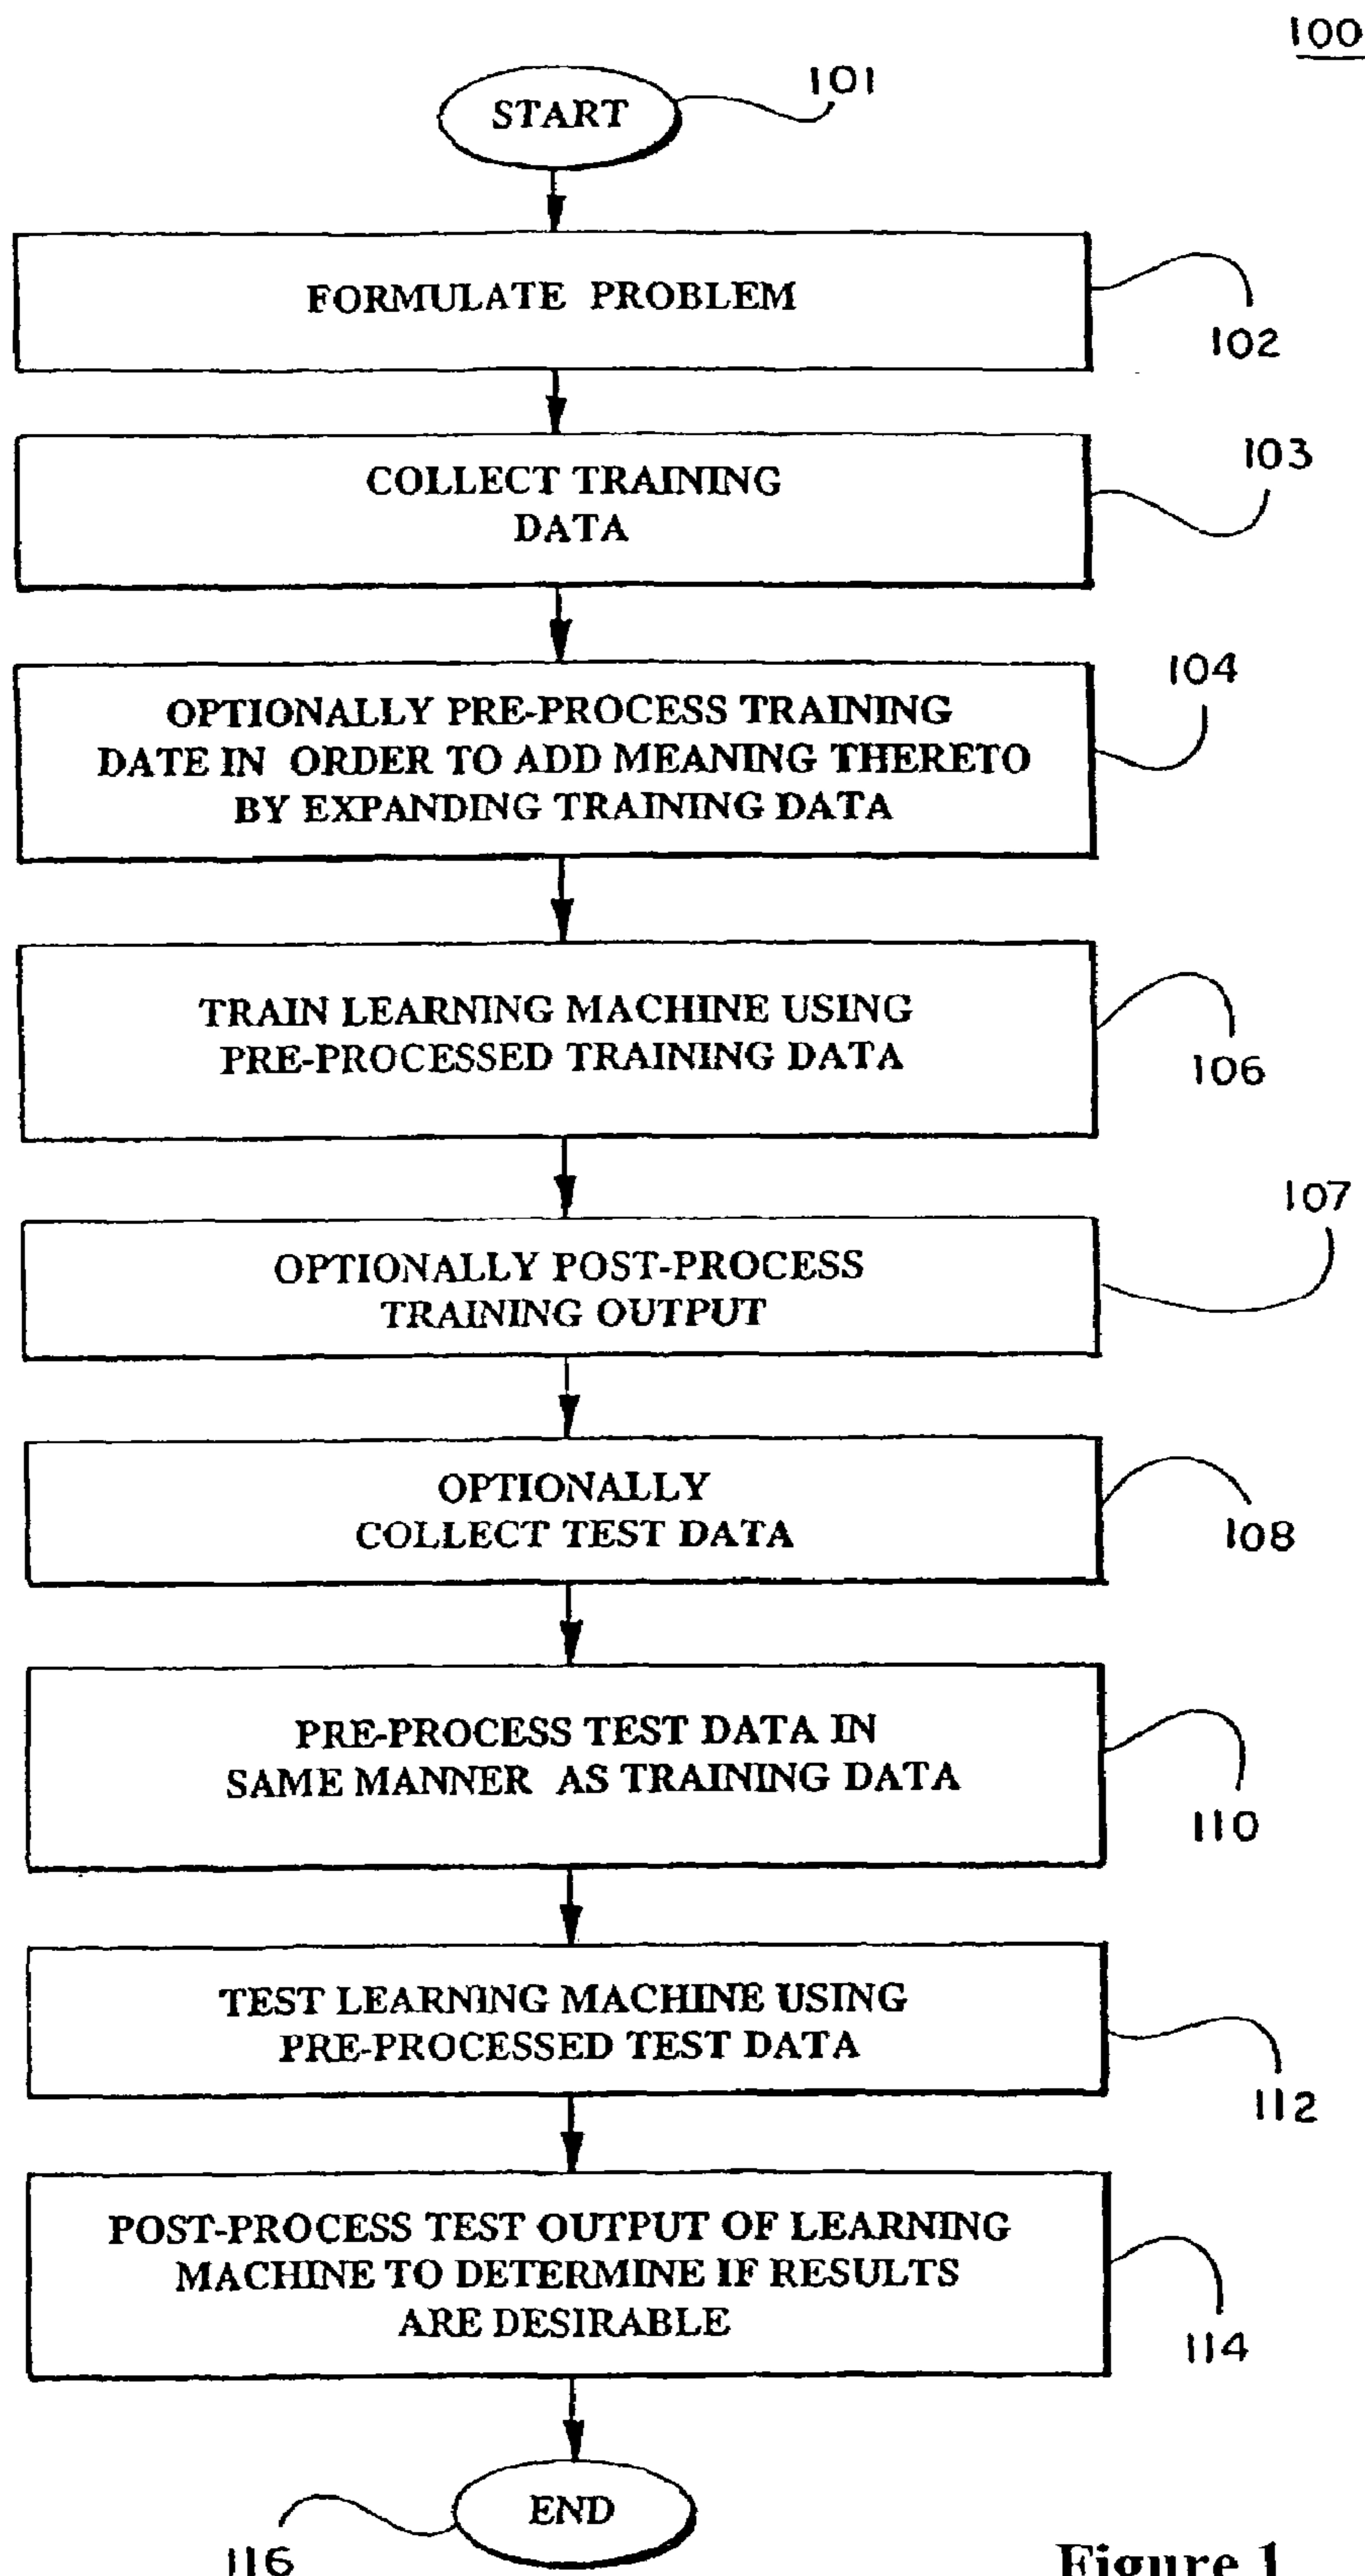 100
START
101
FORMULATE PROBLEM
102
COLLECT TRAINING
DATA
103
OPTIONALLY PRE-PROCESS TRAINING
DATE IN ORDER TO ADD MEANING THERETO
BY EXPANDING TRAINING DATA
104
TRAIN LEARNING MACHINE USING
PRE-PROCESSED TRAINING DATA
106
OPTIONALLY POST-PROCESS
TRAINING OUTPUT
107
OPTIONALLY
COLLECT TEST DATA
108
PRE-PROCESS TEST DATA IN
SAME MANNER AS TRAINING DATA
110
TEST LEARNING MACHINE USING
PRE-PROCESSED TEST DATA
112
POST-PROCESS TEST OUTPUT OF LEARNING
MACHINE TO DETERMINE IF RESULTS
ARE DESIRABLE
114
END
116
Figure 1